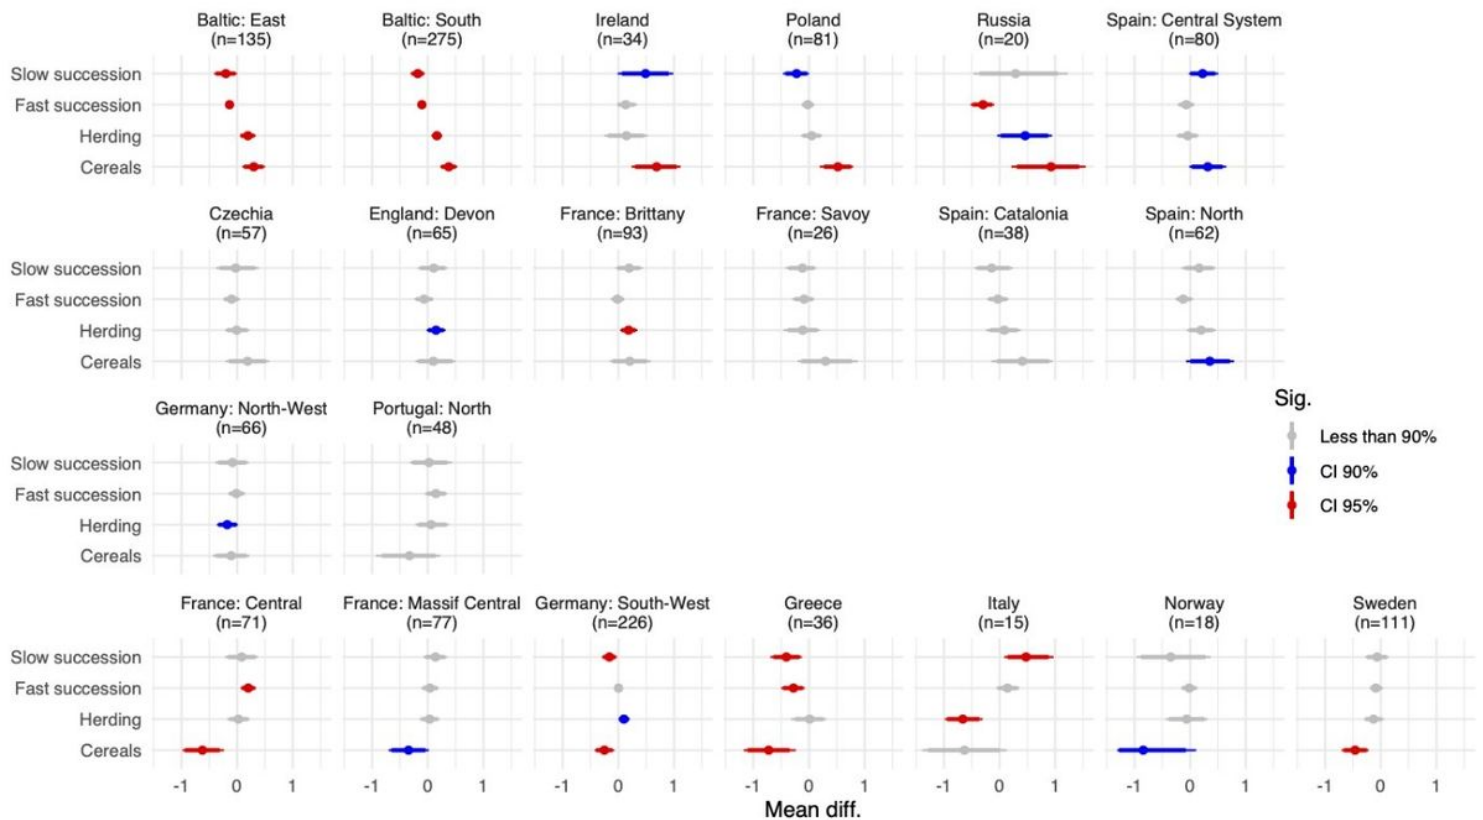 Baltic: East Baltic: South Ireland Poland Russia Spain: Central System
(n=135) (n=275) (n=34) (n=81) (n=20) (n=80)
Slow succession
Fast succession
Herding
Cereals
Czechia England: Devon France: Brittany France: Savoy Spain: Catalonia Spain: North
(n=57) (n=65) (n=93) (n=26) (n=38) (n=62)
Slow succession
Fast succession
Herding
Cereals
Germany: North-West Portugal: North
(n=66) (n=48)
Slow succession
Fast succession
Herding
Cereals
Sig.
Less than 90%
CI 90%
CI 95%
France: Central France: Massif Central Germany: South-West Greece Italy Norway Sweden
(n=71) (n=77) (n=226) (n=36) (n=15) (n=18) (n=111)
Slow succession
Fast succession
Herding
Cereals
-1 0 1 -1 0 1 -1 0 1 -1 0 1 -1 0 1 -1 0 1 -1 0 1
Mean diff.